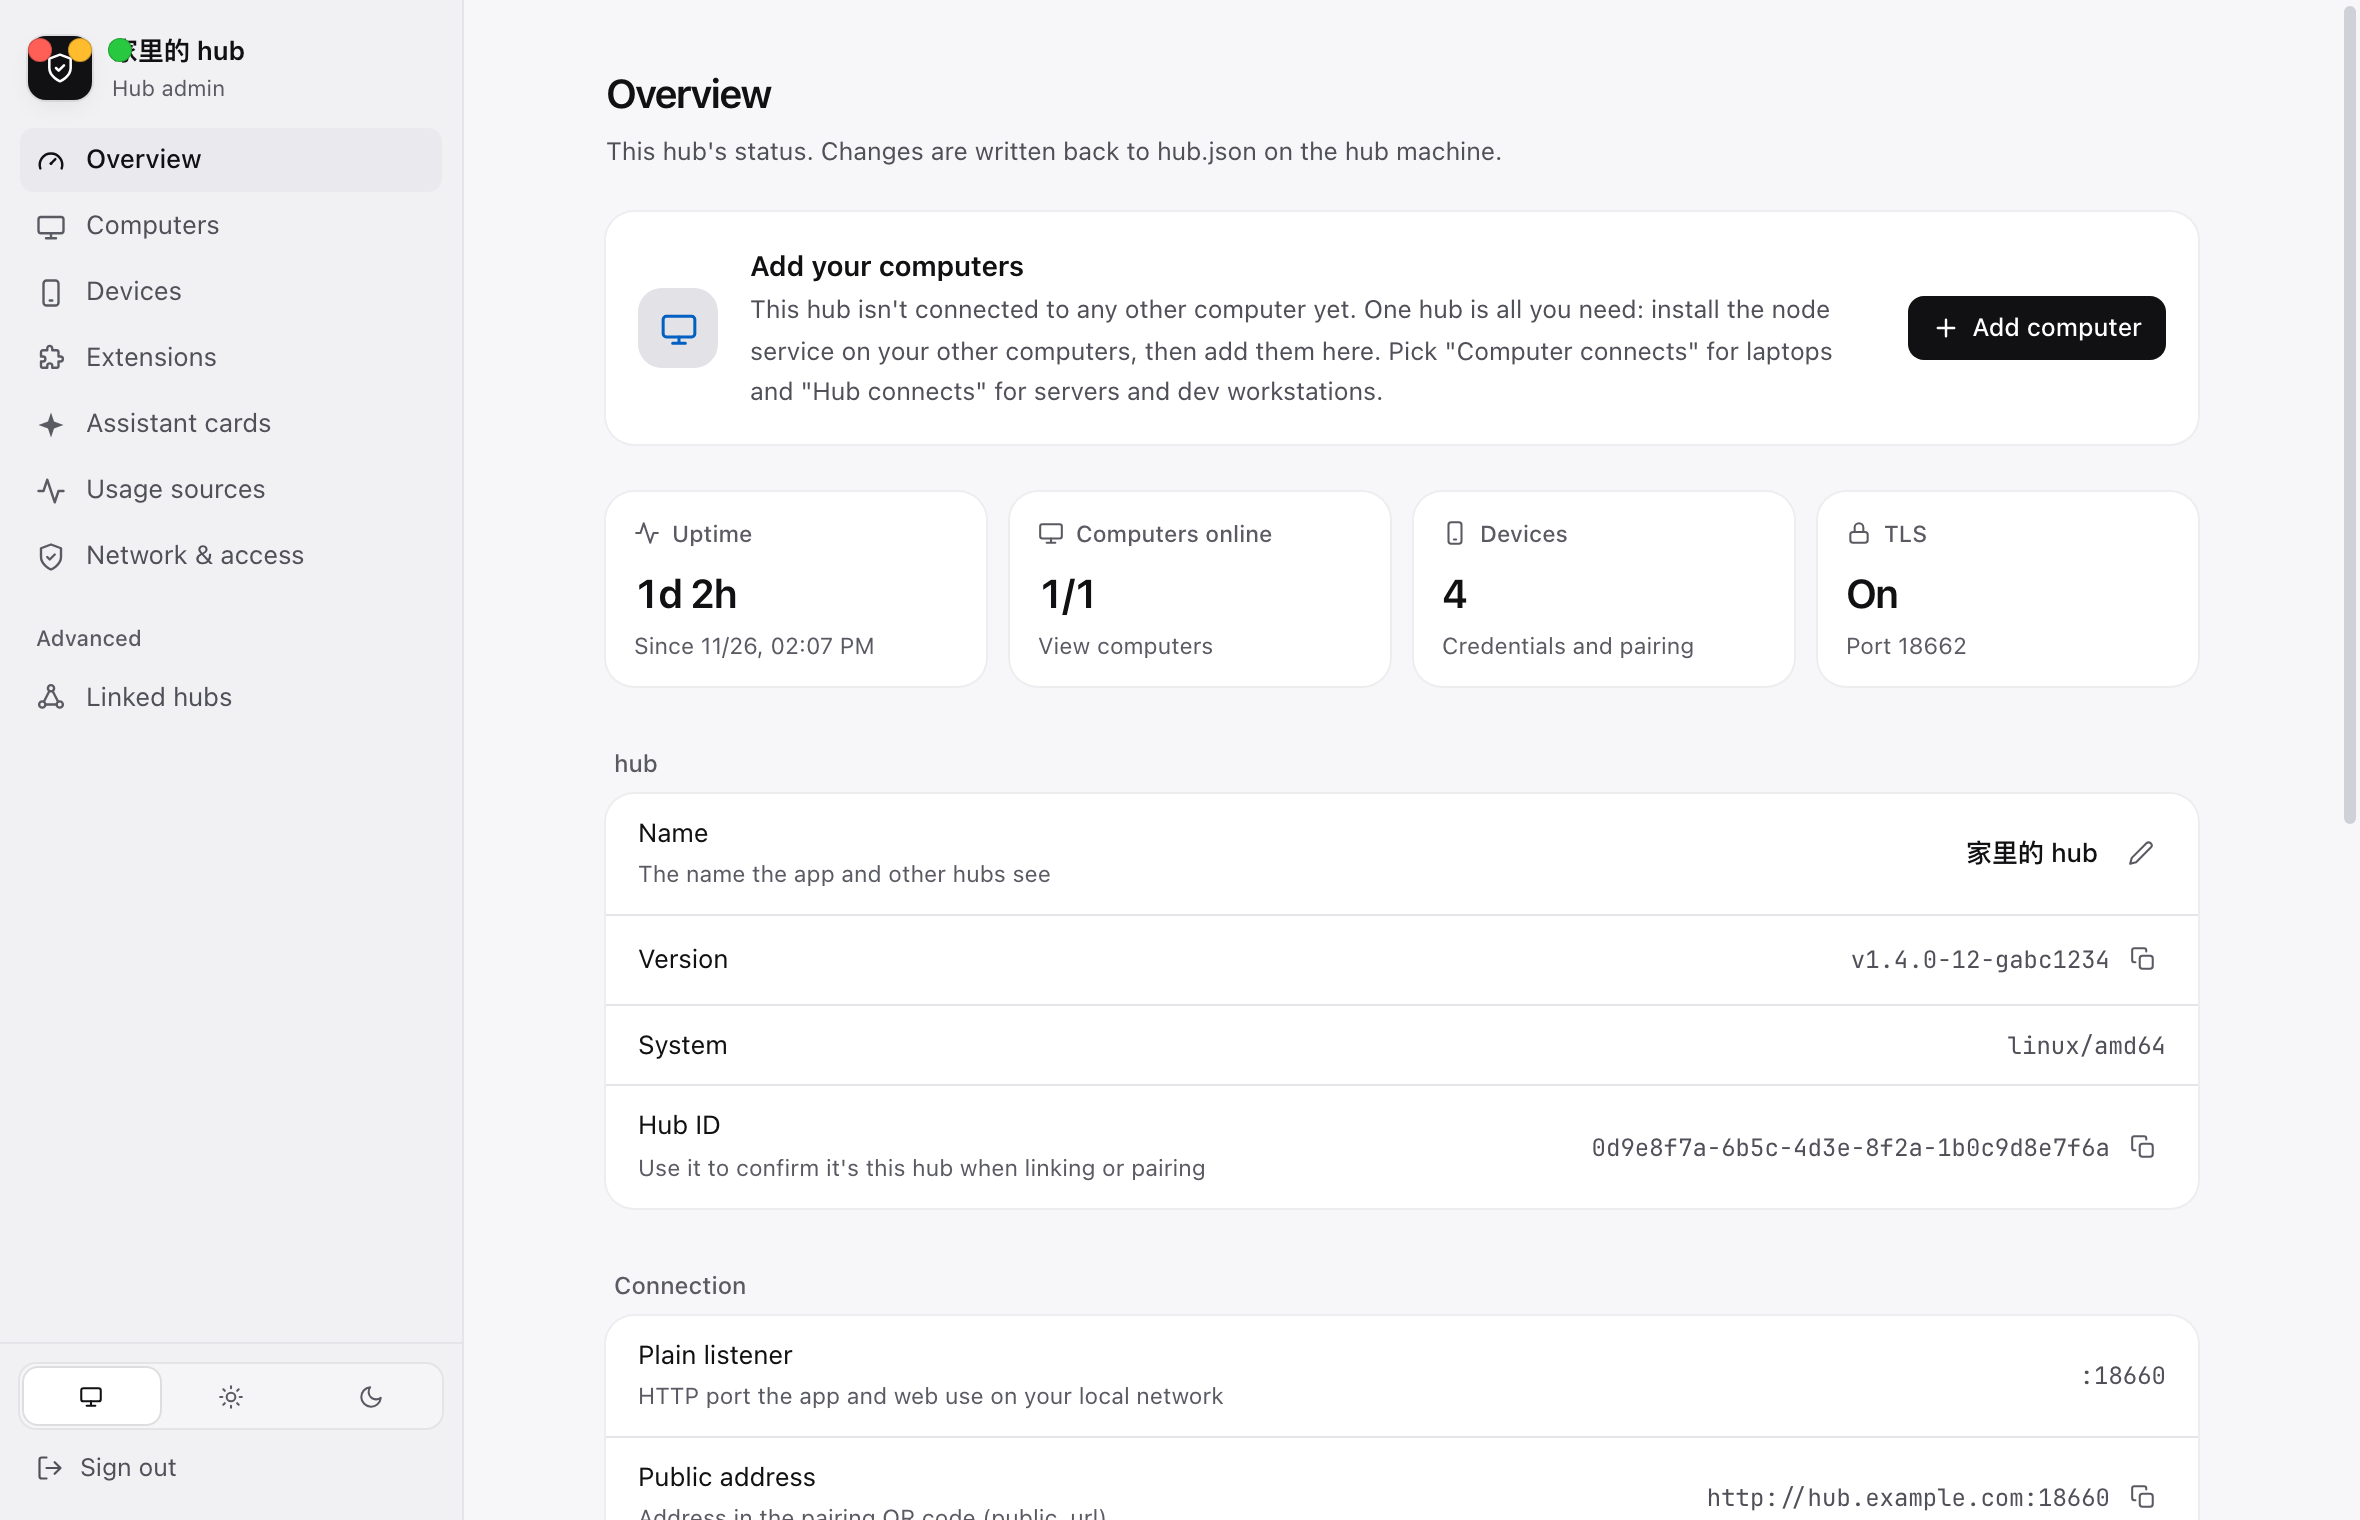 家里的 hub
Hub admin
Overview
Computers
Devices
Extensions
Assistant cards
Usage sources
Network & access
Advanced
Linked hubs
Sign out
Overview
This hub's status. Changes are written back to hub.json on the hub machine.
Add your computers
This hub isn't connected to any other computer yet. One hub is all you need: install the node
service on your other computers, then add them here. Pick "Computer connects" for laptops
and "Hub connects" for servers and dev workstations.
Add computer
Uptime
1d 2h
Since 11/26, 02:07 PM
Computers online
1/1
View computers
Devices
4
Credentials and pairing
TLS
On
Port 18662
hub
Name
The name the app and other hubs see
家里的 hub
Version
v1.4.0-12-gabc1234
System
linux/amd64
Hub ID
Use it to confirm it's this hub when linking or pairing
0d9e8f7a-6b5c-4d3e-8f2a-1b0c9d8e7f6a
Connection
Plain listener
HTTP port the app and web use on your local network
:18660
Public address
Address in the pairing QR code (public_url)
http://hub.example.com:18660